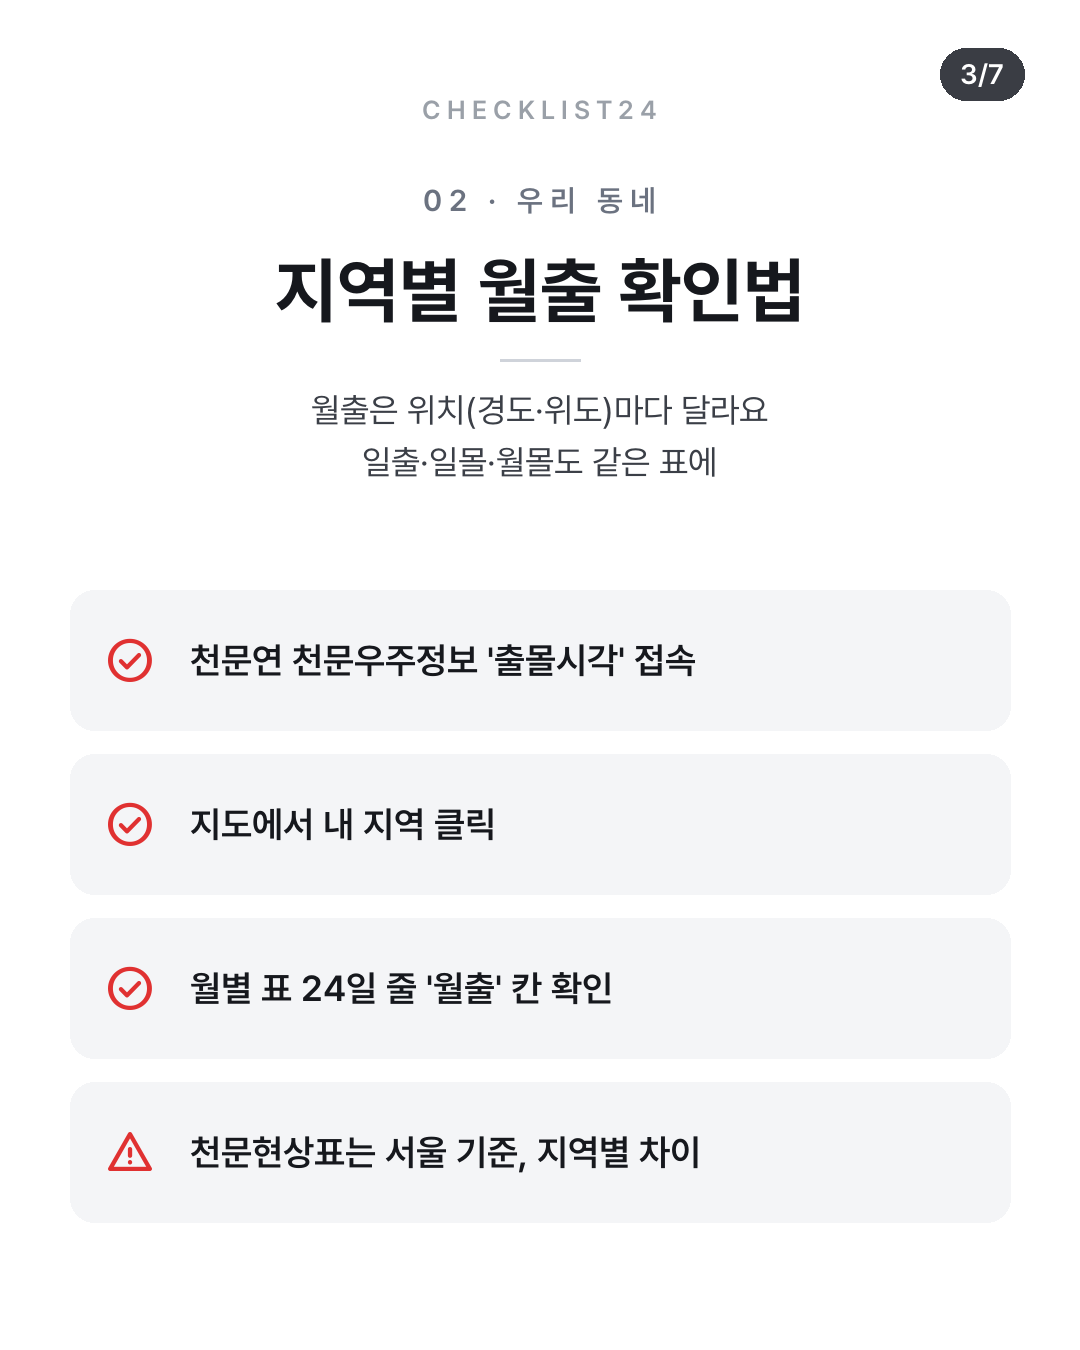 3/7
CHECKLIST24
02 · 우리 동네
지역별 월출 확인법
월출은 위치(경도·위도)마다 달라요
일출·일몰·월몰도 같은 표에
천문연 천문우주정보 '출몰시각' 접속
지도에서 내 지역 클릭
월별 표 24일 줄 '월출' 칸 확인
천문현상표는 서울 기준, 지역별 차이